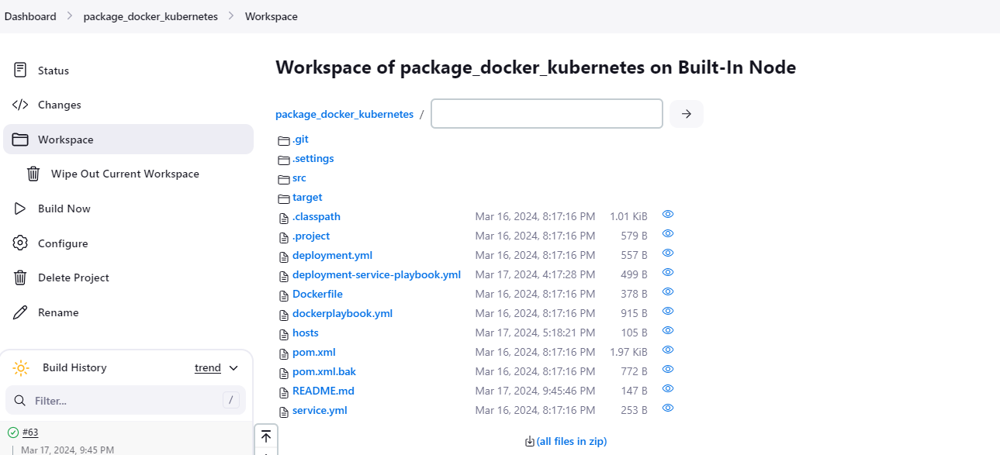 Dashboard > package_docker_kubernetes > Workspace
Status
Changes
Workspace
Wipe Out Current Workspace
Build Now
Configure
Delete Project
Rename
Build History trend
Filter... /
#63
Mar 17, 2024, 9:45 PM
Workspace of package_docker_kubernetes on Built-In Node
package_docker_kubernetes /
.git
.settings
src
target
.classpath Mar 16, 2024, 8:17:16 PM 1.01 KiB
.project Mar 16, 2024, 8:17:16 PM 579 B
deployment.yml Mar 16, 2024, 8:17:16 PM 557 B
deployment-service-playbook.yml Mar 17, 2024, 4:17:28 PM 499 B
Dockerfile Mar 16, 2024, 8:17:16 PM 378 B
dockerplaybook.yml Mar 16, 2024, 8:17:16 PM 915 B
hosts Mar 17, 2024, 5:18:21 PM 105 B
pom.xml Mar 16, 2024, 8:17:16 PM 1.97 KiB
pom.xml.bak Mar 16, 2024, 8:17:16 PM 772 B
README.md Mar 17, 2024, 9:45:46 PM 147 B
service.yml Mar 16, 2024, 8:17:16 PM 253 B
(all files in zip)